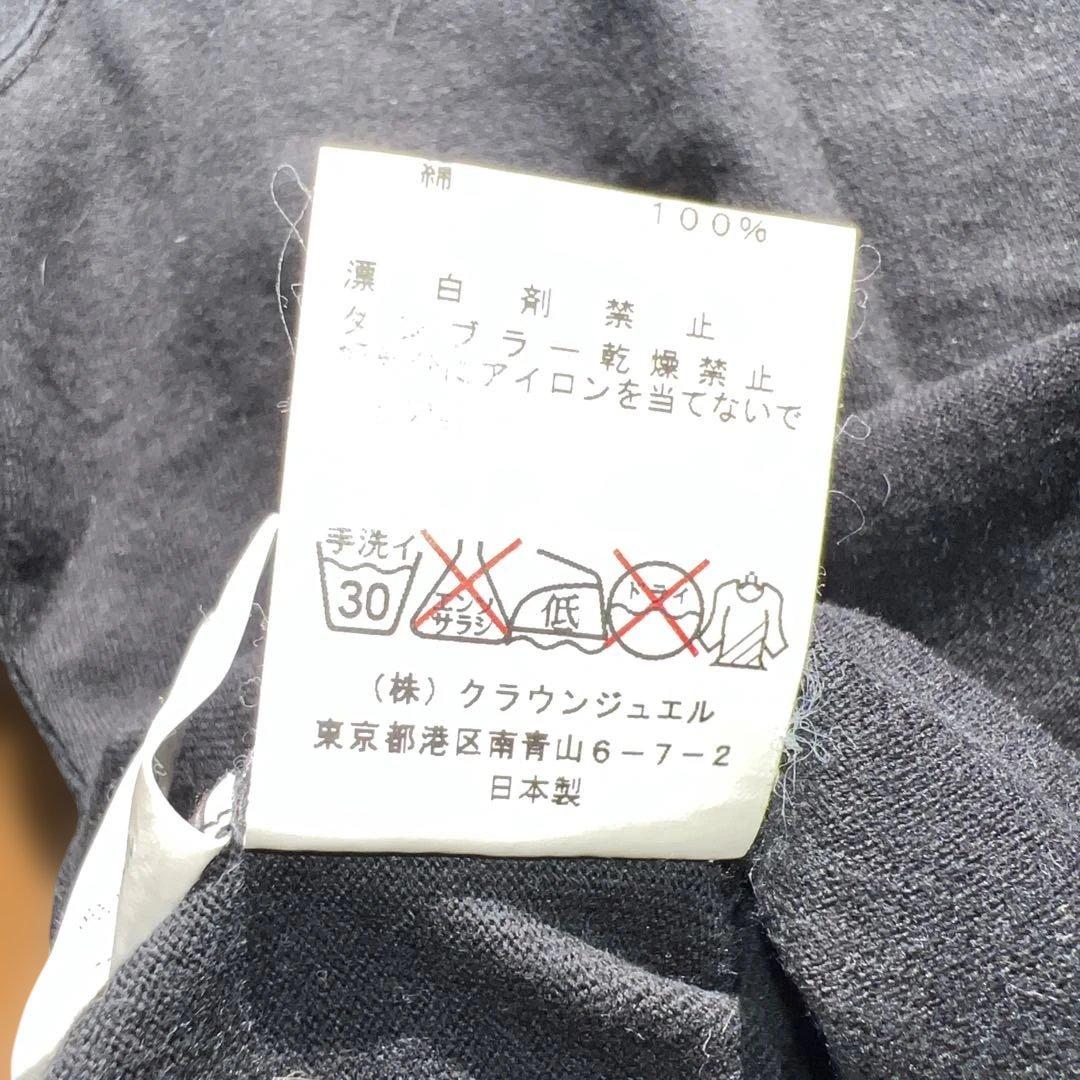 綿 100%
漂白剤禁止
タンブラー乾燥禁止
アイロンを当てないで
手洗イ
30
エンソ
サラシ
低
ドライ
(株)クラウンジュエル
東京都港区南青山6-7-2
日本製